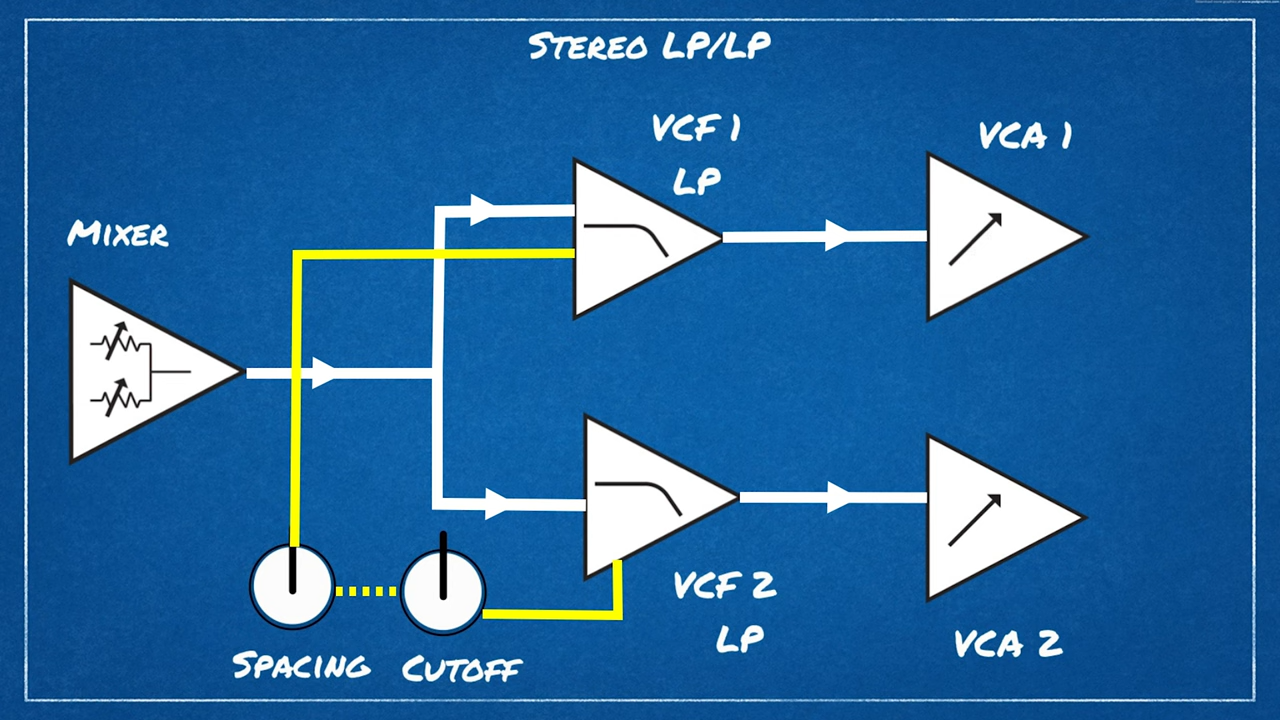 STEREO LP/LP
VCF 1
LP
VCA 1
MIXER
VCF 2
LP
VCA 2
SPACING
CUTOFF